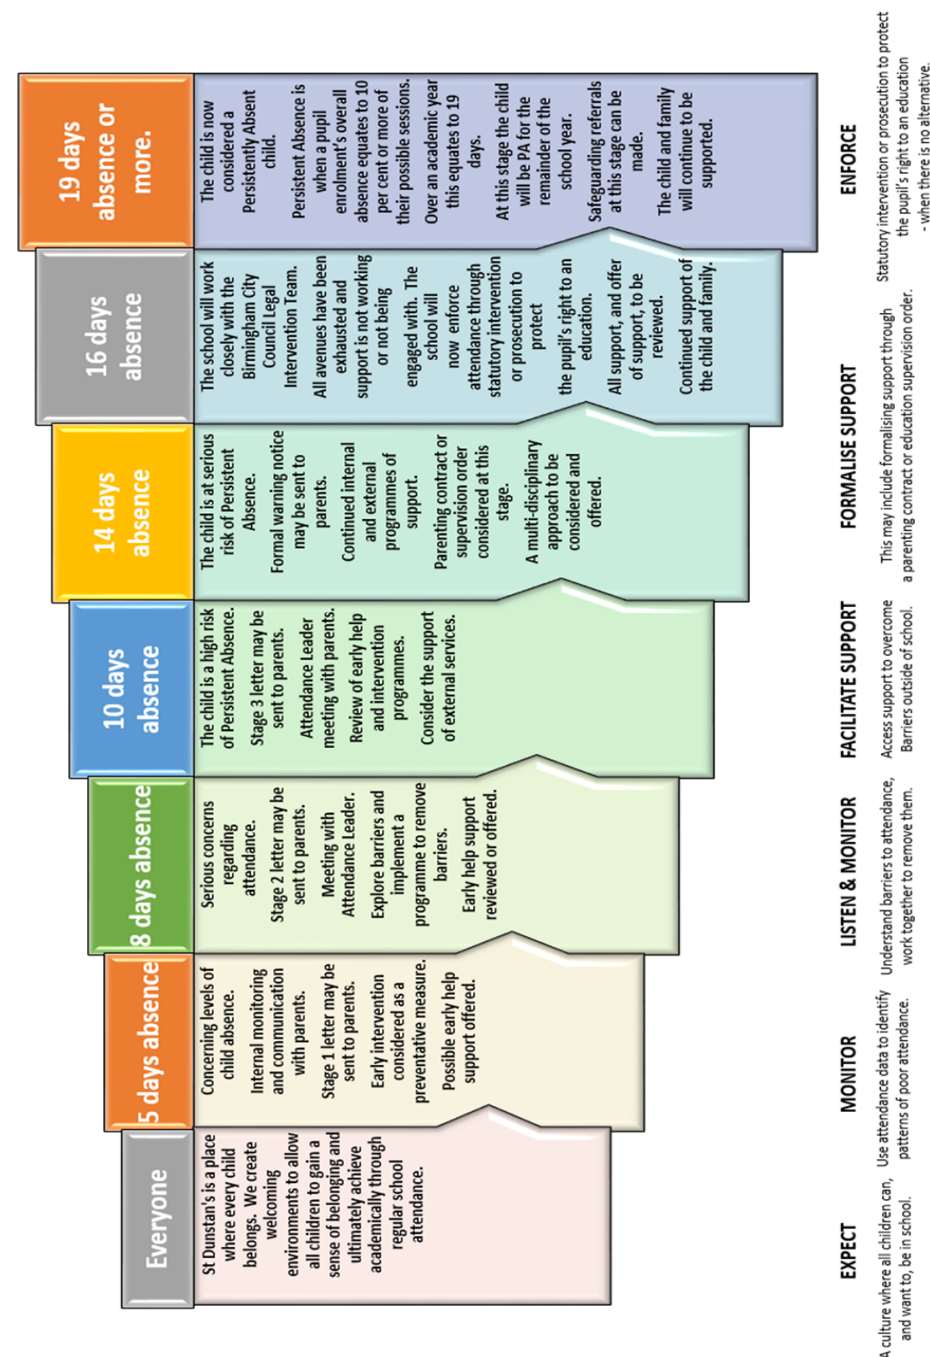 Everyone
St Dunstan's is a place
where every child
belongs. We create
welcoming
environments to allow
all children to gain a
sense of belonging and
ultimately achieve
academically through
regular school
attendance.
5 days absence
Concerning levels of
child absence.
Internal monitoring
and communication
with parents.
Stage 1 letter may be
sent to parents.
Early intervention
considered as a
preventative measure.
Possible early help
support offered.
8 days absence
Serious concerns
regarding
attendance.
Stage 2 letter may be
sent to parents.
Meeting with
Attendance Leader.
Explore barriers and
implement a
programme to remove
barriers.
Early help support
reviewed or offered.
10 days
absence
The child is a high risk
of Persistent Absence.
Stage 3 letter may be
sent to parents.
Attendance Leader
meeting with parents.
Review of early help
and intervention
programmes.
Consider the support
of external services.
14 days
absence
The child is at serious
risk of Persistent
Absence.
Formal warning notice
may be sent to
parents.
Continued internal
and external
programmes of
support.
Parenting contract or
supervision order
considered at this
stage.
A multi-disciplinary
approach to be
considered and
offered.
16 days
absence
The school will work
closely with the
Birmingham City
Council Legal
Intervention Team.
All avenues have been
exhausted and
support is not working
or not being
engaged with. The
school will
now enforce
attendance through
statutory intervention
or prosecution to
protect
the pupil's right to an
education.
All support, and offer
of support, to be
reviewed.
Continued support of
the child and family.
19 days
absence or
more.
The child is now
considered a
Persistently Absent
child.
Persistent Absence is
when a pupil
enrolment's overall
absence equates to 10
per cent or more of
their possible sessions.
Over an academic year
this equates to 19
days.
At this stage the child
will be PA for the
remainder of the
school year.
Safeguarding referrals
at this stage can be
made.
The child and family
will continue to be
supported.
EXPECT
A culture where all children can,
and want to, be in school.
MONITOR
Use attendance data to identify
patterns of poor attendance.
LISTEN & MONITOR
Understand barriers to attendance,
work together to remove them.
FACILITATE SUPPORT
Access support to overcome
Barriers outside of school.
FORMALISE SUPPORT
This may include formalising support through
a parenting contract or education supervision order.
ENFORCE
Statutory intervention or prosecution to protect
the pupil's right to an education
- when there is no alternative.